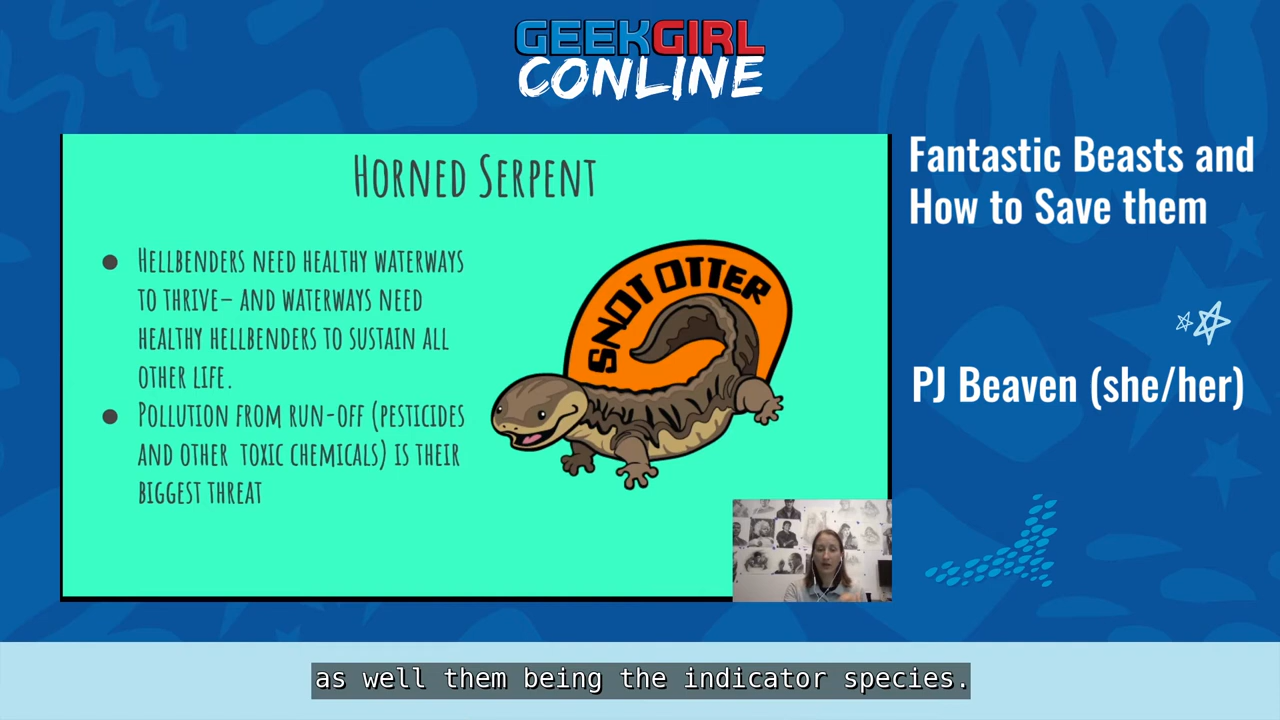 GEEKGIRL
CONLINE
Fantastic Beasts and
How to Save them
PJ Beaven (she/her)
Horned Serpent
● Hellbenders need healthy waterways
to thrive– and waterways need
healthy hellbenders to sustain all
other life.
● Pollution from run-off (pesticides
and other toxic chemicals) is their
biggest threat
SNOT OTTER
as well them being the indicator species.